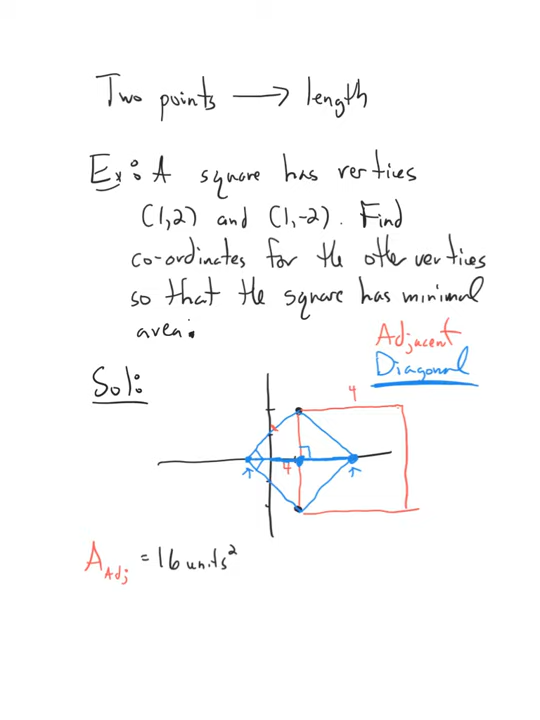 Two points ⟶ length
Ex: A square has vertices
(1,2) and (1,-2). Find
co-ordinates for the other vertices
so that the square has minimal
area.
Adjacent
Diagonal
Sol:
4
x
4
A_Adj = 16 units²